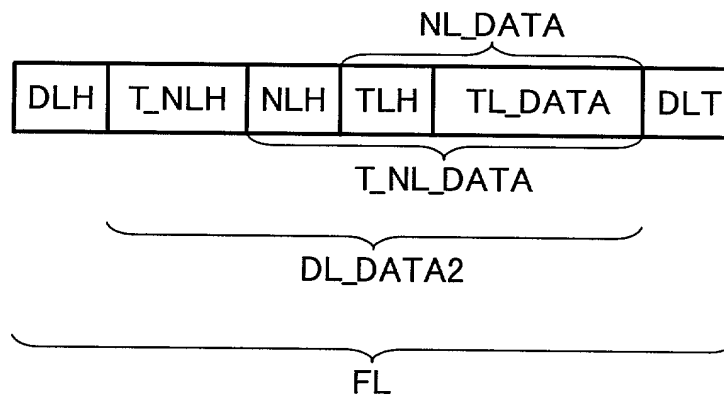 NL_DATA
DLH T_NLH NLH TLH TL_DATA DLT
T_NL_DATA
DL_DATA2
FL